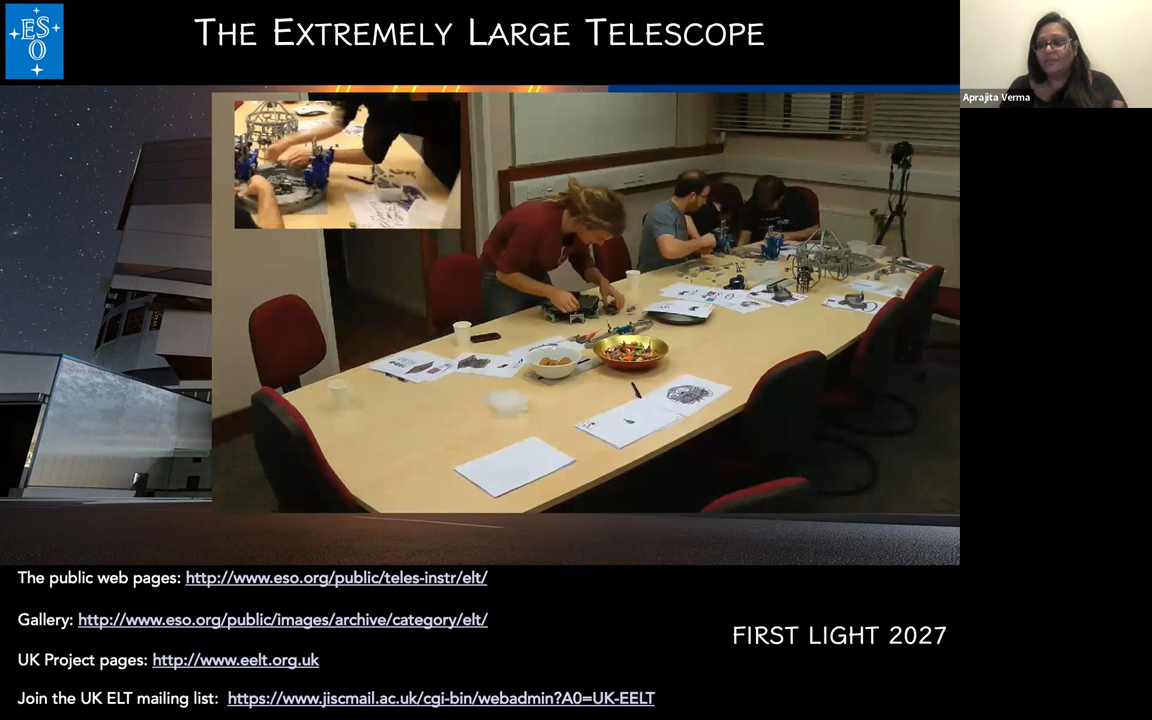 ESO
THE EXTREMELY LARGE TELESCOPE
Aprajita Verma
The public web pages: http://www.eso.org/public/teles-instr/elt/
Gallery: http://www.eso.org/public/images/archive/category/elt/
FIRST LIGHT 2027
UK Project pages: http://www.eelt.org.uk
Join the UK ELT mailing list: https://www.jiscmail.ac.uk/cgi-bin/webadmin?A0=UK-EELT